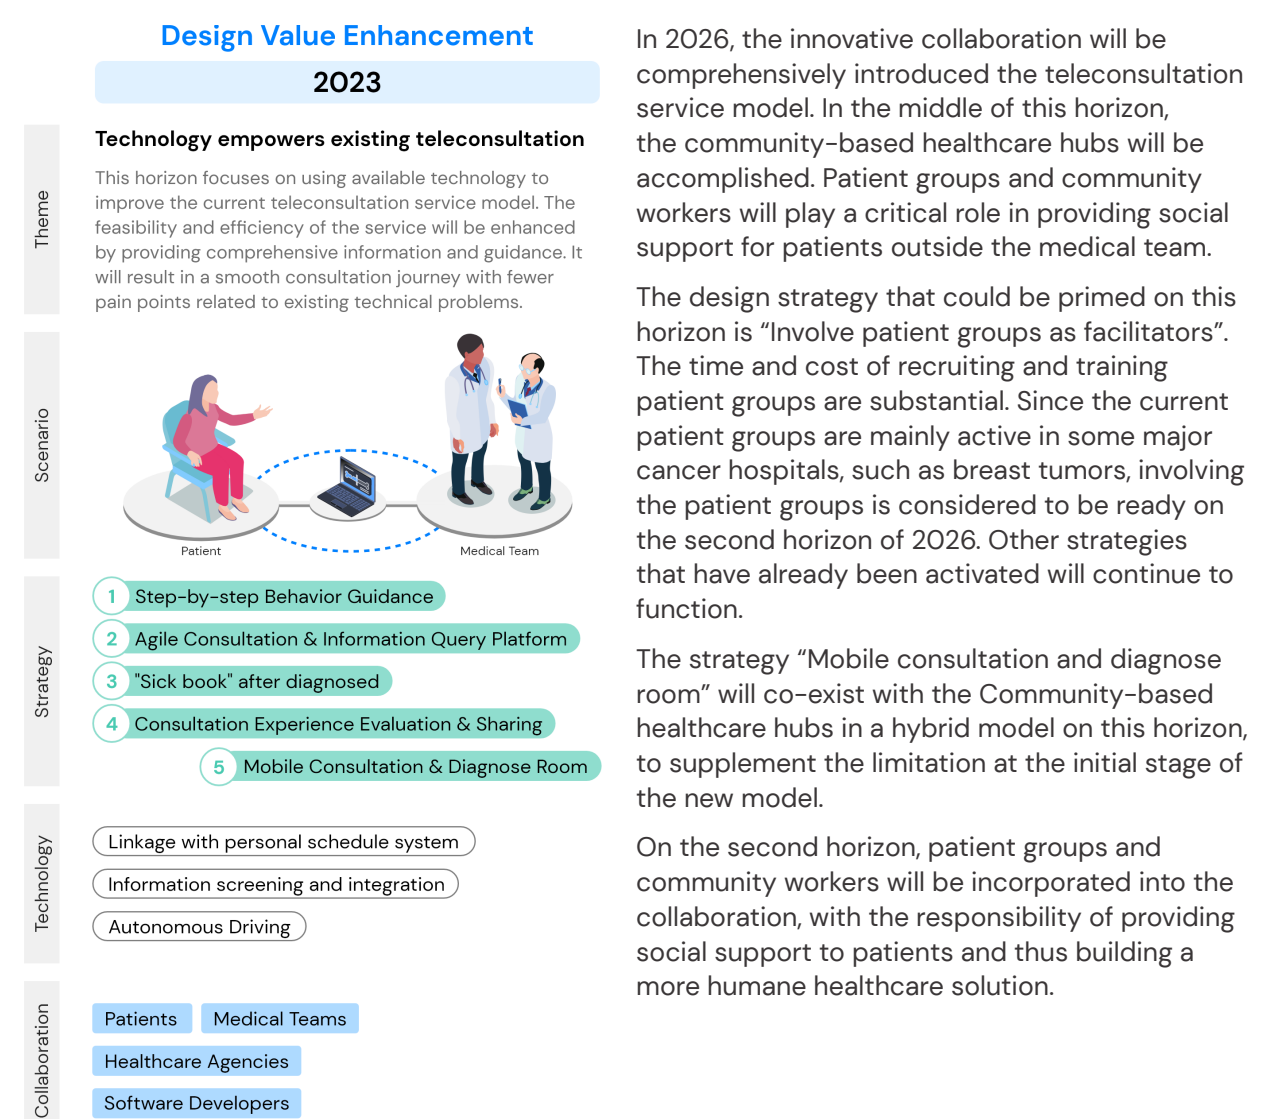 Design Value Enhancement
2023
Theme
Technology empowers existing teleconsultation
This horizon focuses on using available technology to
improve the current teleconsultation service model. The
feasibility and efficiency of the service will be enhanced
by providing comprehensive information and guidance. It
will result in a smooth consultation journey with fewer
pain points related to existing technical problems.
Scenario
Patient
Medical Team
Strategy
1 Step-by-step Behavior Guidance
2 Agile Consultation & Information Query Platform
3 "Sick book" after diagnosed
4 Consultation Experience Evaluation & Sharing
5 Mobile Consultation & Diagnose Room
Technology
Linkage with personal schedule system
Information screening and integration
Autonomous Driving
Collaboration
Patients
Medical Teams
Healthcare Agencies
Software Developers
In 2026, the innovative collaboration will be
comprehensively introduced the teleconsultation
service model. In the middle of this horizon,
the community-based healthcare hubs will be
accomplished. Patient groups and community
workers will play a critical role in providing social
support for patients outside the medical team.
The design strategy that could be primed on this
horizon is “Involve patient groups as facilitators”.
The time and cost of recruiting and training
patient groups are substantial. Since the current
patient groups are mainly active in some major
cancer hospitals, such as breast tumors, involving
the patient groups is considered to be ready on
the second horizon of 2026. Other strategies
that have already been activated will continue to
function.
The strategy “Mobile consultation and diagnose
room” will co-exist with the Community-based
healthcare hubs in a hybrid model on this horizon,
to supplement the limitation at the initial stage of
the new model.
On the second horizon, patient groups and
community workers will be incorporated into the
collaboration, with the responsibility of providing
social support to patients and thus building a
more humane healthcare solution.